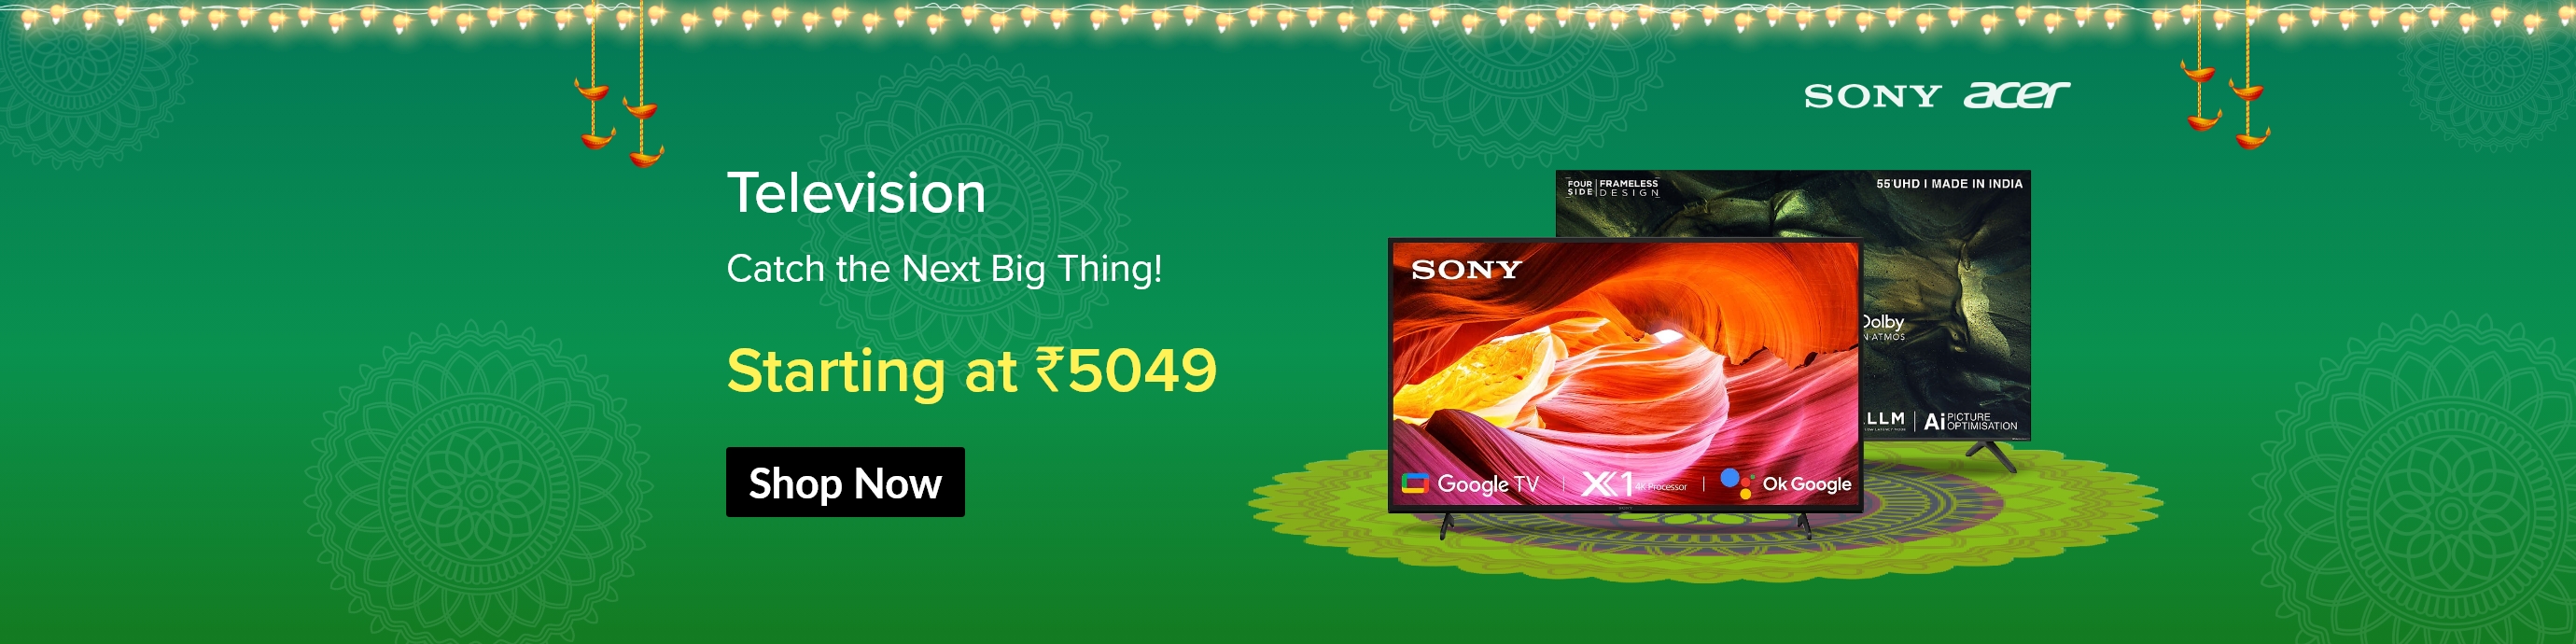 SONY acer
Television
Catch the Next Big Thing!
Starting at ₹5049
Shop Now
FOUR SIDE FRAMELESS DESIGN
55"UHD I MADE IN INDIA
SONY
Google TV
X1 4K Processor
Ok Google
Dolby
ATMOS
Ai PICTURE OPTIMISATION